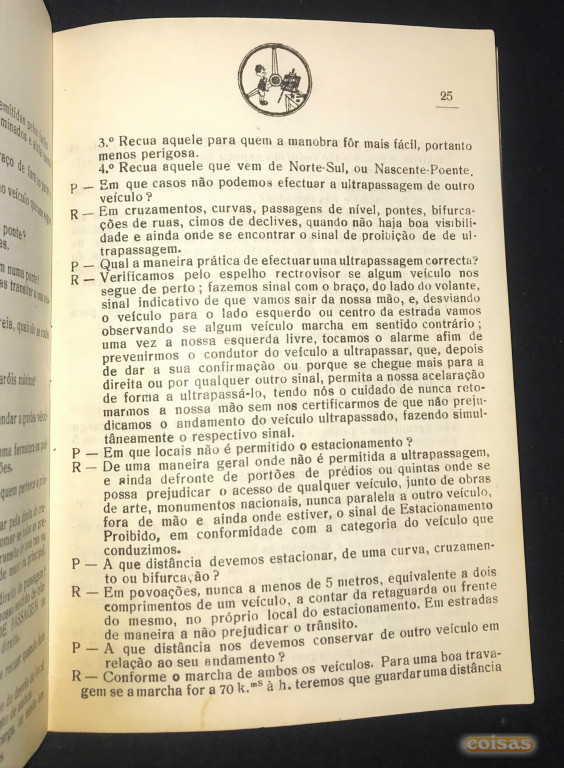 25
3.º Recua aquele para quem a manobra fôr mais fácil, portanto
menos perigosa.
4.º Recua aquele que vem de Norte-Sul, ou Nascente-Poente.
P — Em que casos não podemos efectuar a ultrapassagem de outro
veículo ?
R — Em cruzamentos, curvas, passagens de nível, pontes, bifurca-
ções de ruas, cimos de declives, quando não haja boa visibili-
dade e ainda onde se encontrar o sinal de proibição de de ul-
trapassagem.
P — Qual a maneira prática de efectuar uma ultrapassagem correcta?
R — Verificamos pelo espelho rectrovisor se algum veículo nos
segue de perto ; fazemos sinal com o braço, do lado do volante,
sinal indicativo de que vamos sair da nossa mão, e, desviando
o veículo para o lado esquerdo ou centro da estrada vamos
observando se algum veículo marcha em sentido contrário ;
uma vez a nossa esquerda livre, tocamos o alarme afim de
prevenirmos o condutor do veículo a ultrapassar, que, depois
de dar a sua confirmação ou porque se chegue mais para a
direita ou por qualquer outro sinal, permita a nossa acelaração
de forma a ultrapassá-lo, tendo nós o cuidado de nunca reto-
marmos a nossa mão sem nos certificarmos de que não preju-
dicamos o andamento do veículo ultrapassado, fazendo simul-
tâneamente o respectivo sinal.
P — Em que locais não é permitido o estacionamento ?
R — De uma maneira geral onde não é permitida a ultrapassagem,
e ainda defronte de portões de prédios ou quintas onde se
possa prejudicar o acesso de qualquer veículo, junto de obras
de arte, monumentos nacionais, nunca paralela a outro veículo,
fora de mão e ainda onde estiver, o sinal de Estacionamento
Proibido, em conformidade com a categoria do veículo que
conduzimos.
P — A que distância devemos estacionar, de uma curva, cruzamen-
to ou bifurcação ?
R — Em povoações, nunca a menos de 5 metros, equivalente a dois
comprimentos de um veículo, a contar da retaguarda ou frente
do mesmo, no próprio local do estacionamento. Em estradas
de maneira a não prejudicar o trânsito.
P — A que distância nos devemos conservar de outro veículo em
relação ao seu andamento ?
R — Conforme o marcha de ambos os veículos. Para uma boa trava-
gem se a marcha for a 70 k.ms à h. teremos que guardar uma distância
coisas